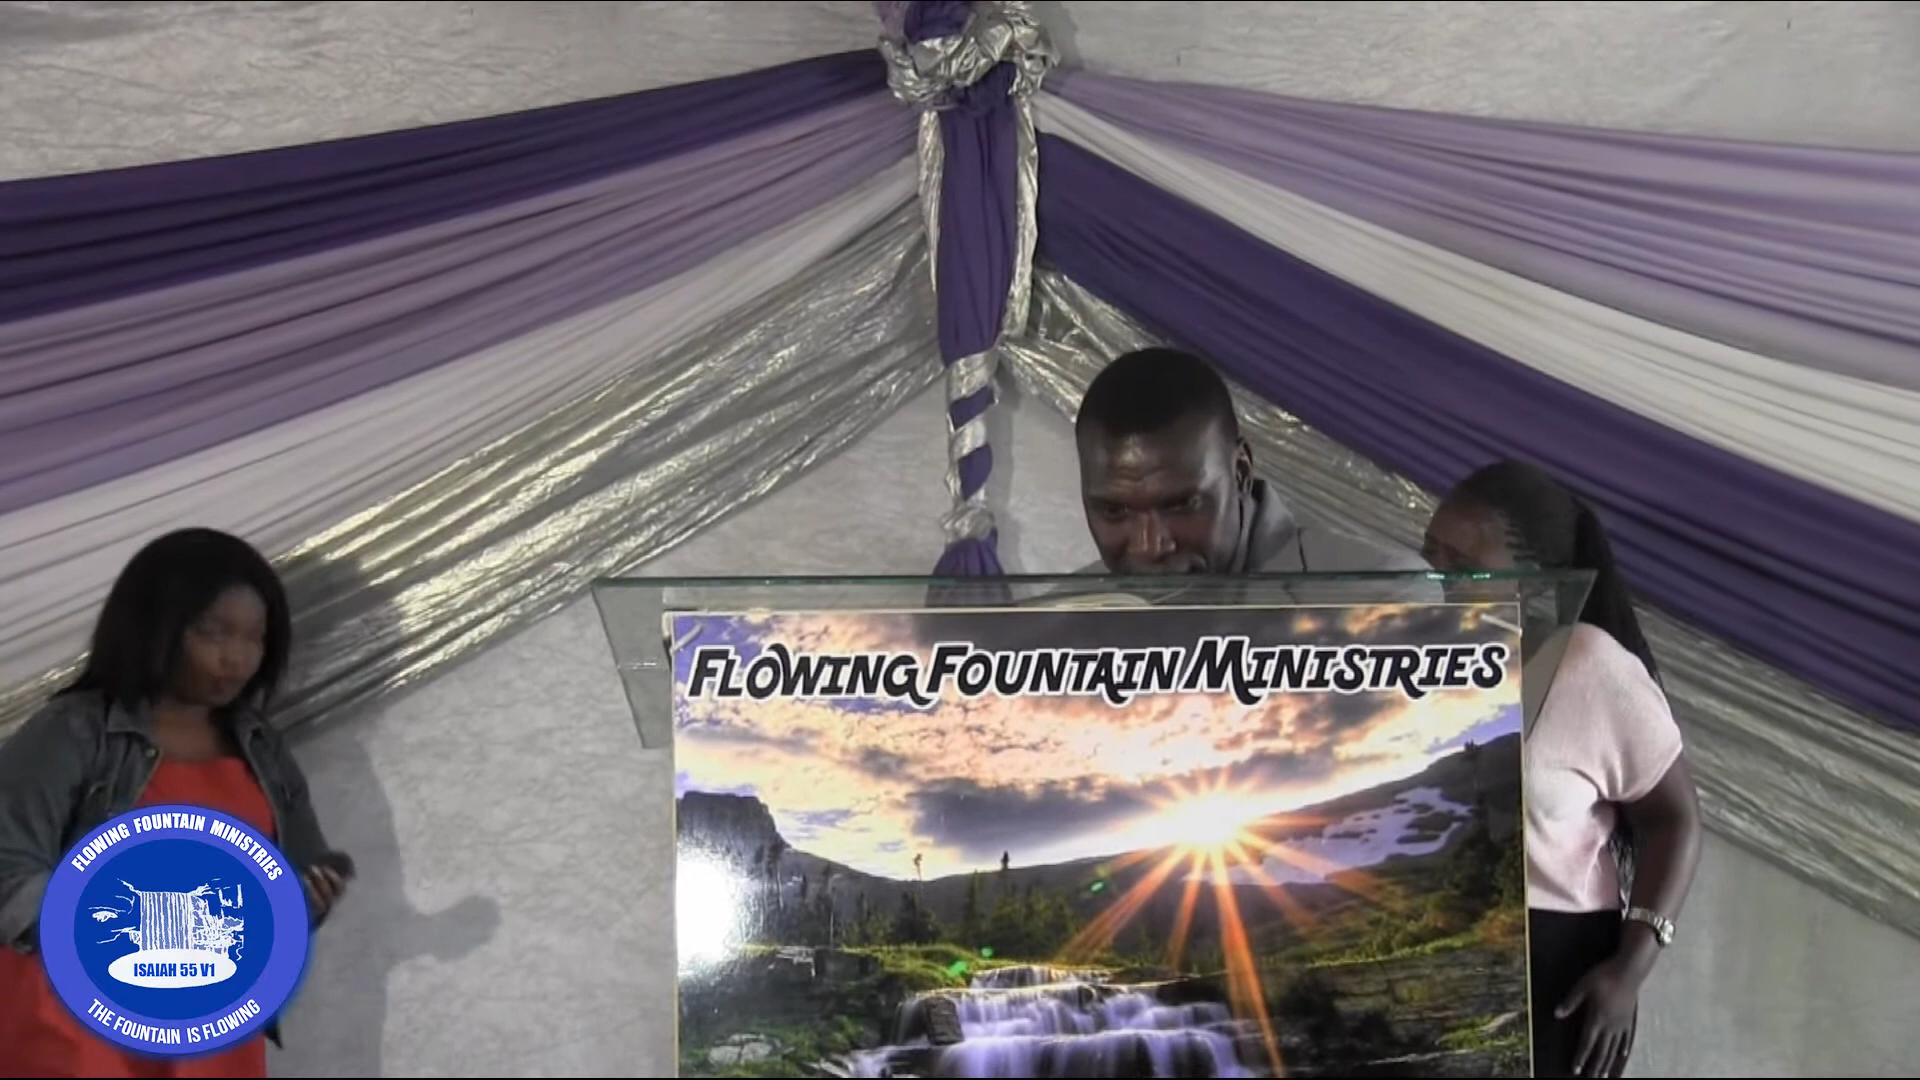 FLOWING FOUNTAIN MINISTRIES
FLOWING FOUNTAIN MINISTRIES
ISAIAH 55 V1
THE FOUNTAIN IS FLOWING